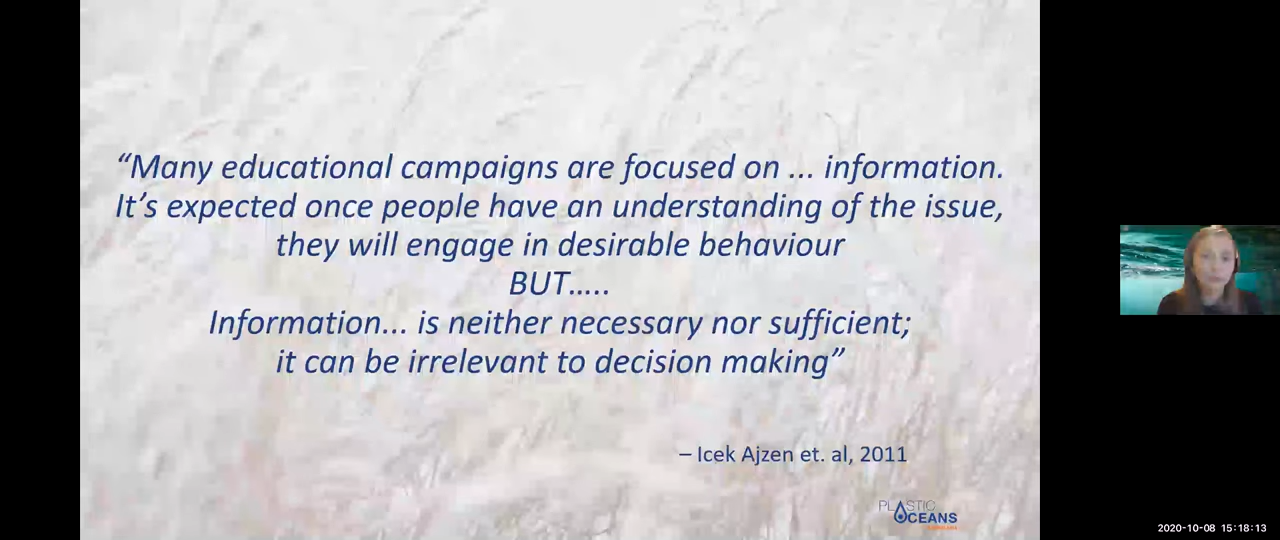 “Many educational campaigns are focused on ... information.
It’s expected once people have an understanding of the issue,
they will engage in desirable behaviour
BUT…..
Information... is neither necessary nor sufficient;
it can be irrelevant to decision making”
– Icek Ajzen et. al, 2011
PLASTIC
OCEANS
2020-10-08 15:18:13